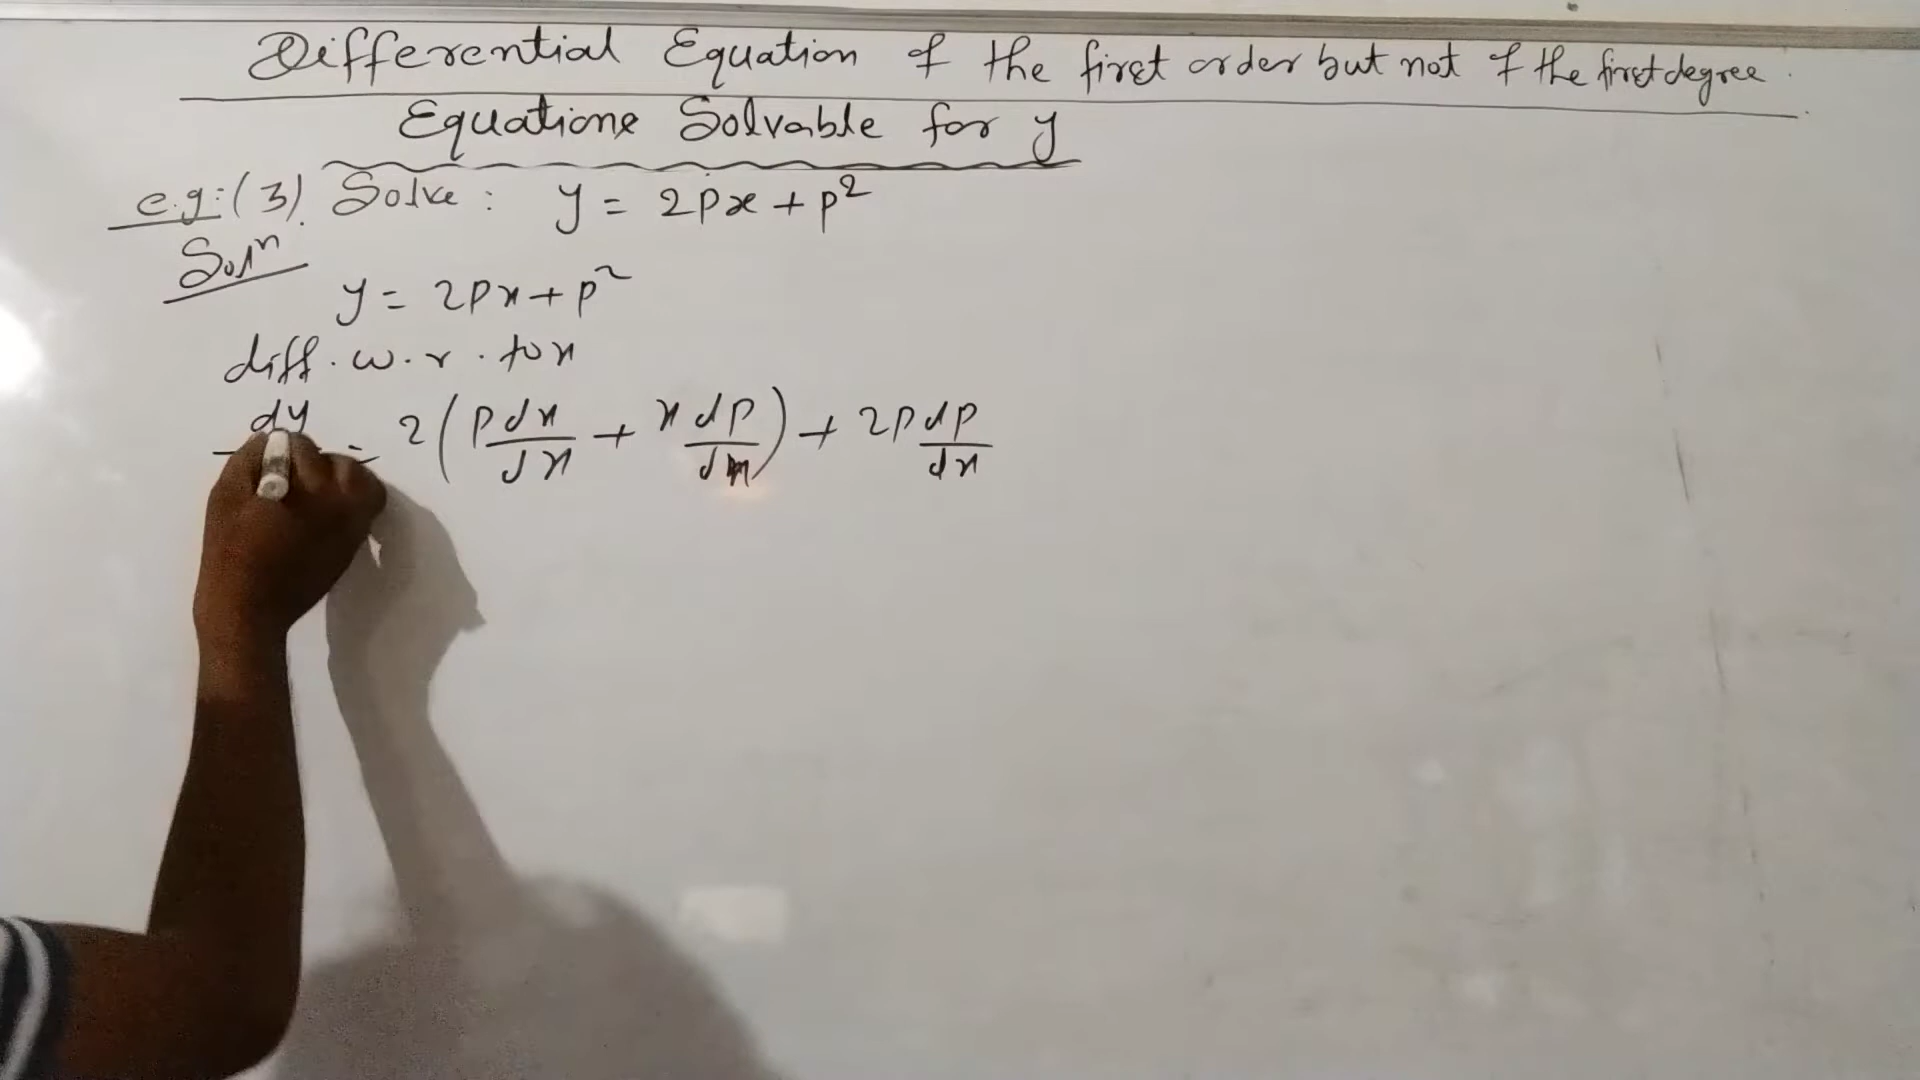 Differential Equation of the first order but not of the first degree.
Equations Solvable for y
e.g:(3). Solve: y = 2px + p²
Solⁿ
y = 2px + p²
diff. w.r. to x
dy = 2(p dx/dx + x dp/dx) + 2p dp/dx